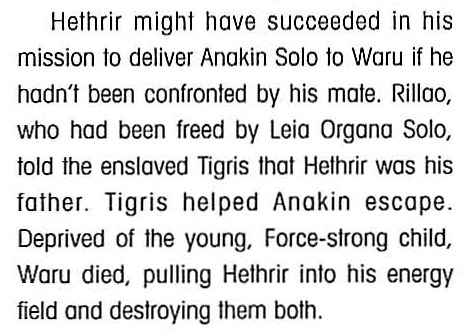 Hethrir might have succeeded in his
mission to deliver Anakin Solo to Waru if he
hadn't been confronted by his mate. Rillao,
who had been freed by Leia Organa Solo,
told the enslaved Tigris that Hethrir was his
father. Tigris helped Anakin escape.
Deprived of the young, Force-strong child,
Waru died, pulling Hethrir into his energy
field and destroying them both.